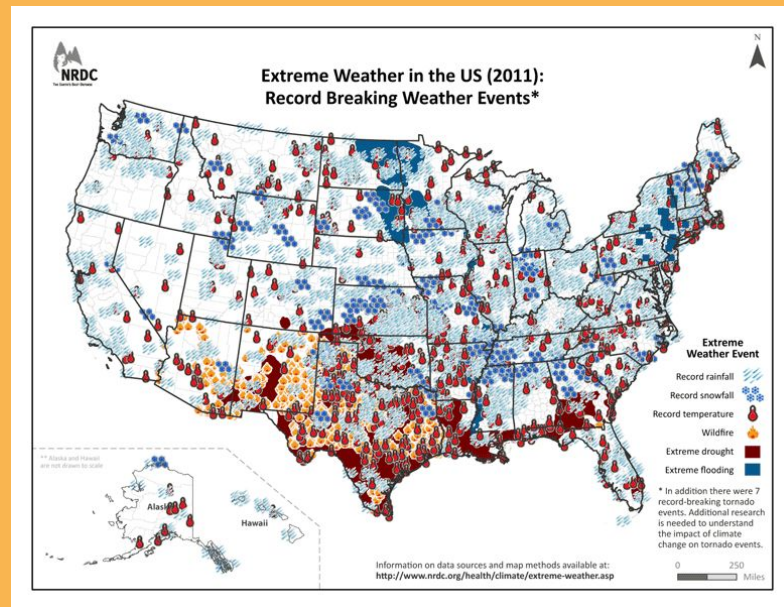 NRDC
THE EARTH'S BEST DEFENSE
N
Extreme Weather in the US (2011):
Record Breaking Weather Events*
Extreme
Weather Event
Record rainfall
Record snowfall
Record temperature
Wildfire
Extreme drought
Extreme flooding
* In addition there were 7
record-breaking tornado
events. Additional research
is needed to understand
the impact of climate
change on tornado events.
0 250
Miles
** Alaska and Hawaii
are not drawn to scale
Alaska
Hawaii
Information on data sources and map methods available at:
http://www.nrdc.org/health/climate/extreme-weather.asp